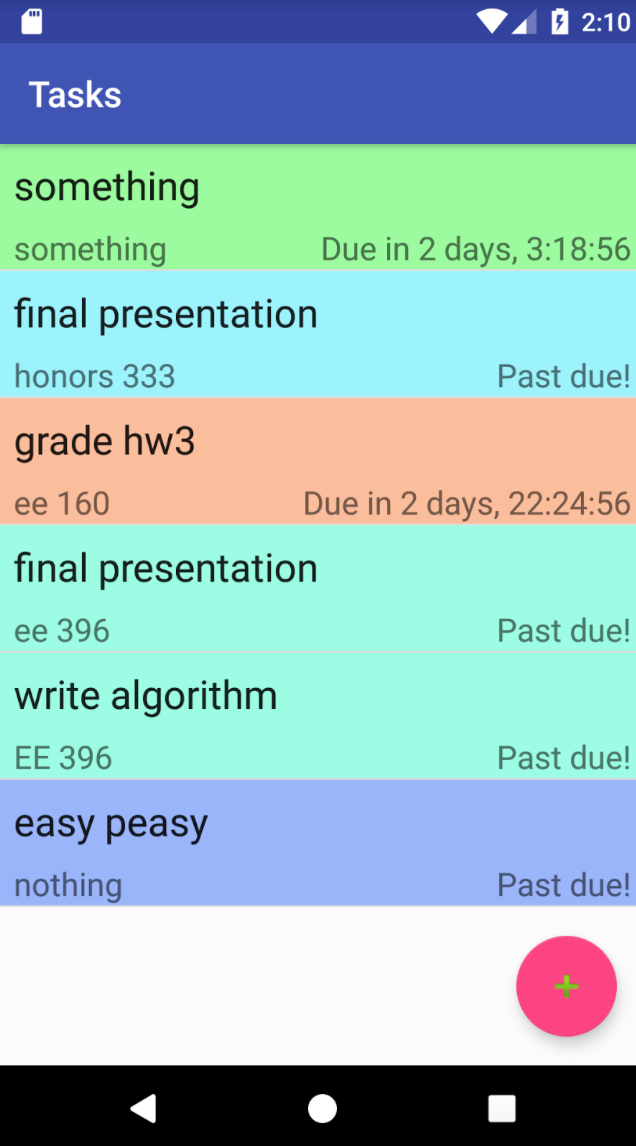 2:10
Tasks
something
something Due in 2 days, 3:18:56
final presentation
honors 333 Past due!
grade hw3
ee 160 Due in 2 days, 22:24:56
final presentation
ee 396 Past due!
write algorithm
EE 396 Past due!
easy peasy
nothing Past due!
+